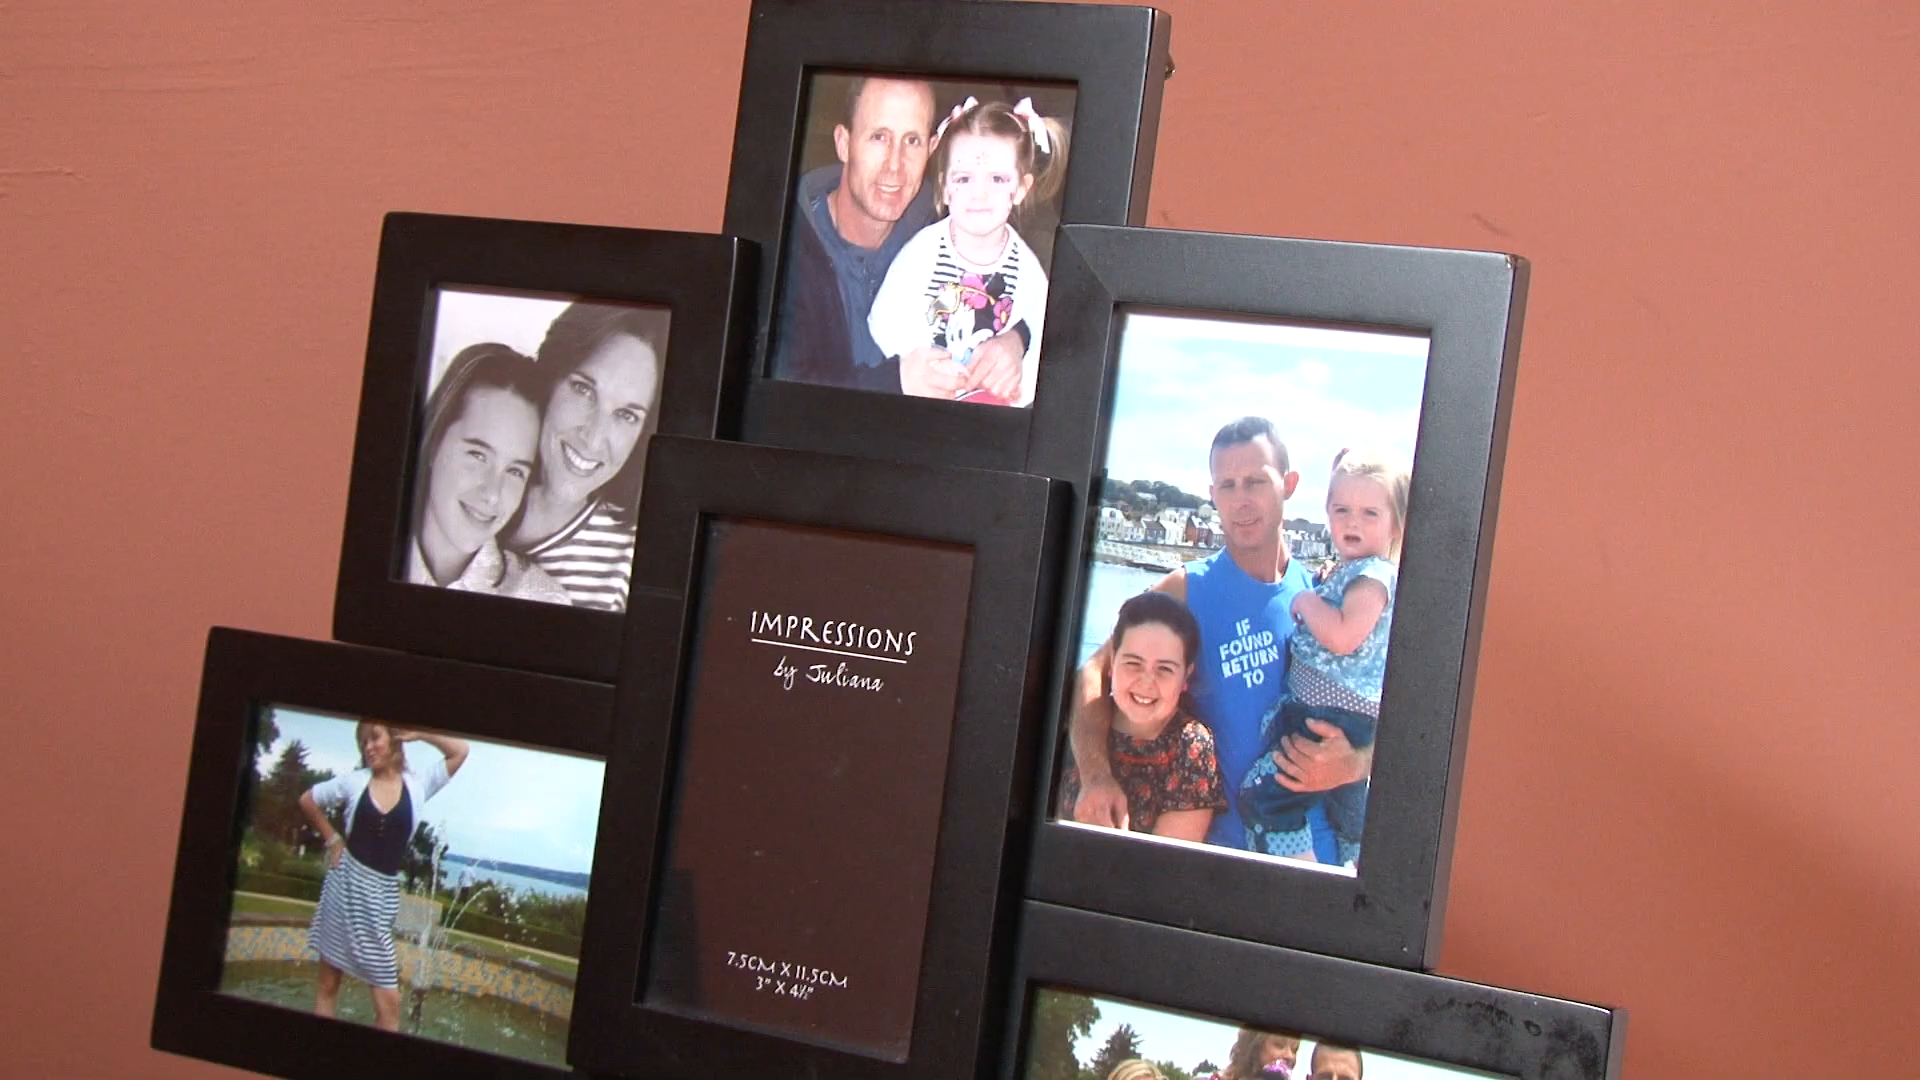 IF
FOUND
RETURN
TO
IMPRESSIONS
by Juliana
7.5CM X 11.5CM
3" X 4½"